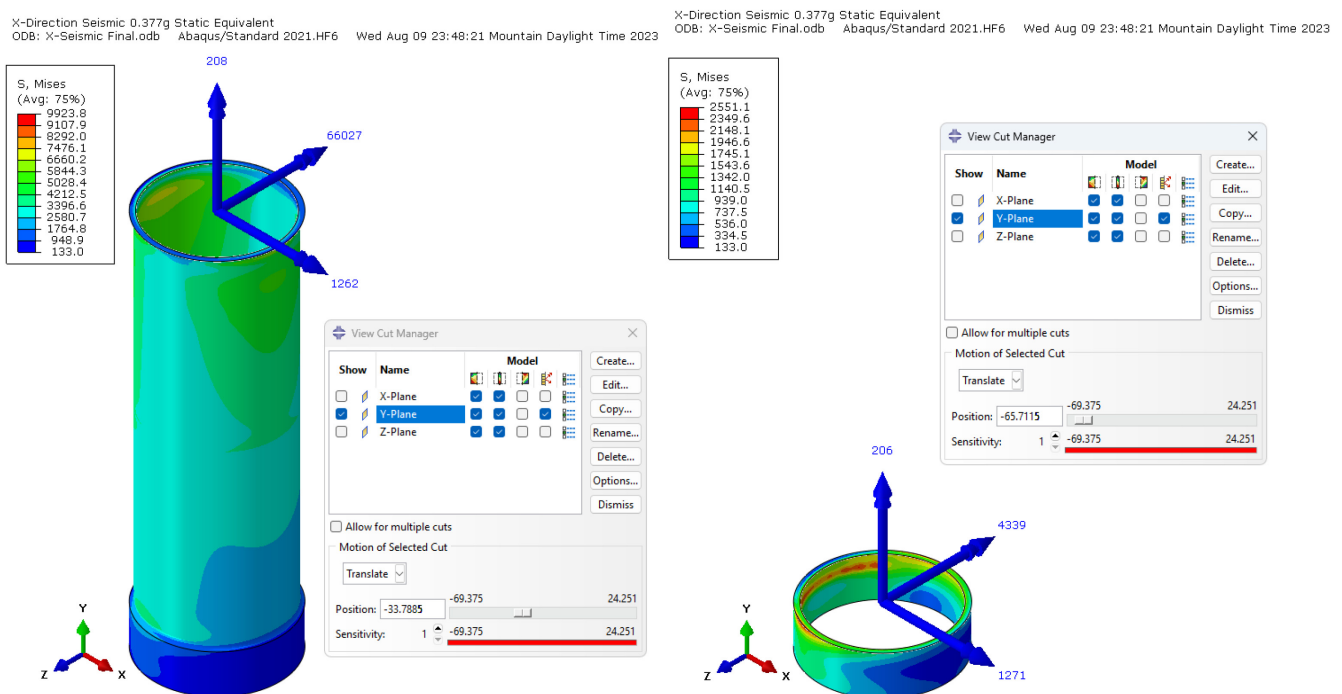 X-Direction Seismic 0.377g Static Equivalent
ODB: X-Seismic Final.odb    Abaqus/Standard 2021.HF6    Wed Aug 09 23:48:21 Mountain Daylight Time 2023
S, Mises
(Avg: 75%)
9923.8
9107.9
8292.0
7476.1
6660.2
5844.3
5028.4
4212.5
3396.6
2580.7
1764.8
948.9
133.0
208
66027
1262
View Cut Manager
Show Name Model
X-Plane
Y-Plane
Z-Plane
Create...
Edit...
Copy...
Rename...
Delete...
Options...
Dismiss
Allow for multiple cuts
Motion of Selected Cut
Translate
Position: -33.7885 -69.375 24.251
Sensitivity: 1 -69.375 24.251
Y
Z
X
X-Direction Seismic 0.377g Static Equivalent
ODB: X-Seismic Final.odb    Abaqus/Standard 2021.HF6    Wed Aug 09 23:48:21 Mountain Daylight Time 2023
S, Mises
(Avg: 75%)
2551.1
2349.6
2148.1
1946.6
1745.1
1543.6
1342.0
1140.5
939.0
737.5
536.0
334.5
133.0
View Cut Manager
Show Name Model
X-Plane
Y-Plane
Z-Plane
Create...
Edit...
Copy...
Rename...
Delete...
Options...
Dismiss
Allow for multiple cuts
Motion of Selected Cut
Translate
Position: -65.7115 -69.375 24.251
Sensitivity: 1 -69.375 24.251
206
4339
1271
Y
Z
X